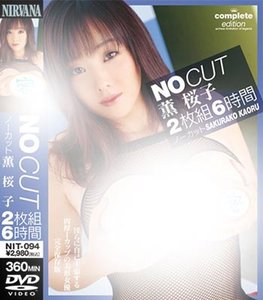 NIRVANA
NO CUT
ノーカット
薫 桜 子
2枚組
6時間
NIT-094
¥2,980
360MIN
DVD
VIDEO
complete
edition
NO CUT
薫 桜子
2枚組6時間
ノーカット SAKURAKO KAORU